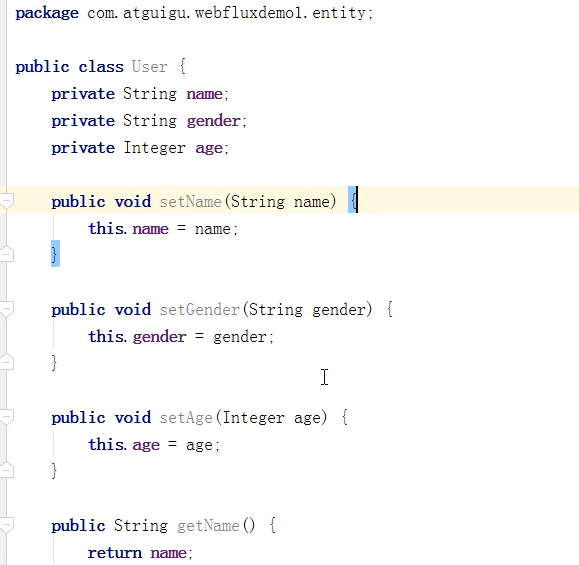 package com.atguigu.webfluxdemo1.entity;
public class User {
private String name;
private String gender;
private Integer age;
public void setName(String name) {
this.name = name;
}
public void setGender(String gender) {
this.gender = gender;
}
public void setAge(Integer age) {
this.age = age;
}
public String getName() {
return name;